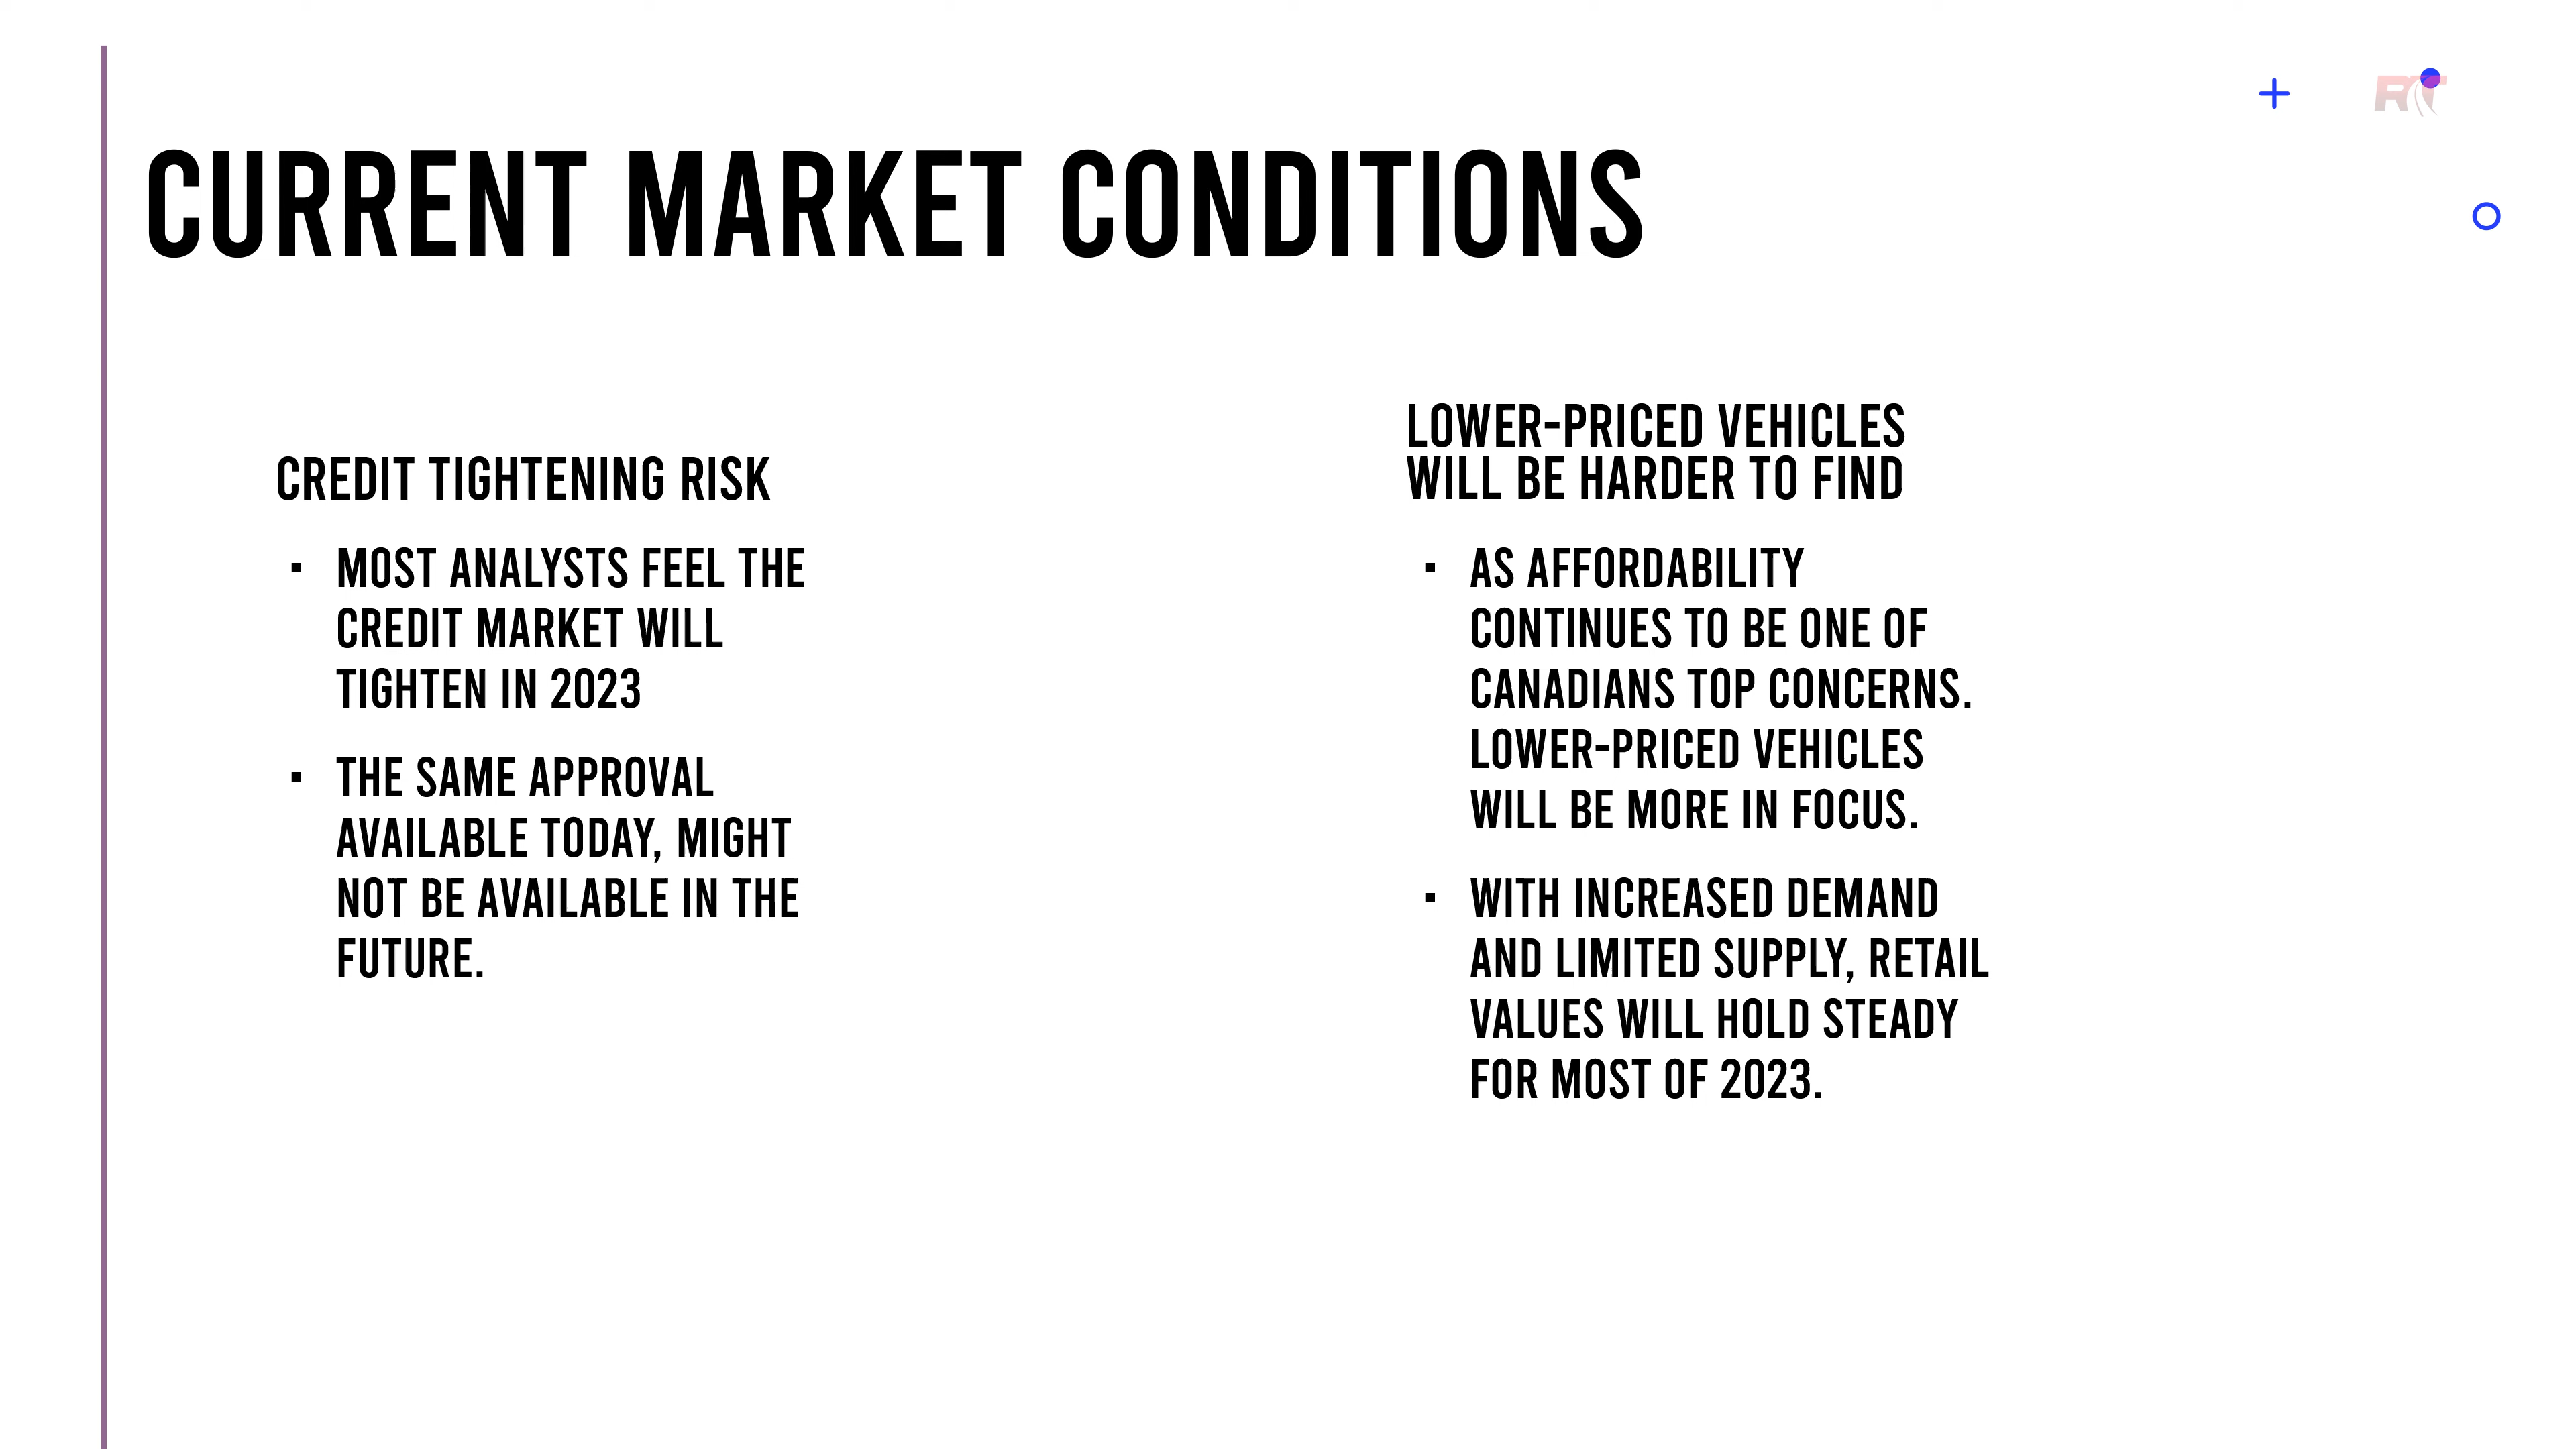 RT
CURRENT MARKET CONDITIONS
CREDIT TIGHTENING RISK
▪ MOST ANALYSTS FEEL THE
CREDIT MARKET WILL
TIGHTEN IN 2023
▪ THE SAME APPROVAL
AVAILABLE TODAY, MIGHT
NOT BE AVAILABLE IN THE
FUTURE.
LOWER-PRICED VEHICLES
WILL BE HARDER TO FIND
▪ AS AFFORDABILITY
CONTINUES TO BE ONE OF
CANADIANS TOP CONCERNS.
LOWER-PRICED VEHICLES
WILL BE MORE IN FOCUS.
▪ WITH INCREASED DEMAND
AND LIMITED SUPPLY, RETAIL
VALUES WILL HOLD STEADY
FOR MOST OF 2023.